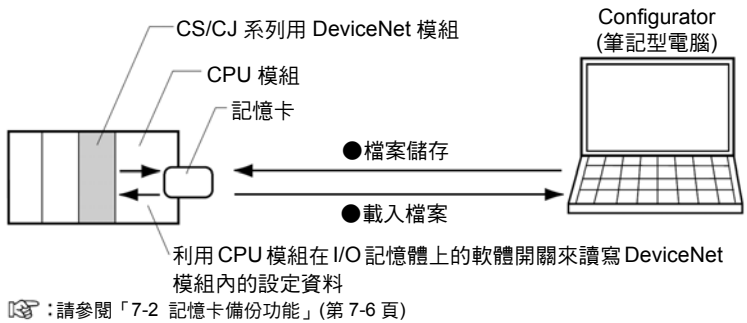 CS/CJ 系列用 DeviceNet 模組
CPU 模組
記憶卡
Configurator
(筆記型電腦)
●檔案儲存
●載入檔案
利用 CPU 模組在 I/O 記憶體上的軟體開關來讀寫 DeviceNet
模組內的設定資料
:請參閱「7-2 記憶卡備份功能」(第 7-6 頁)